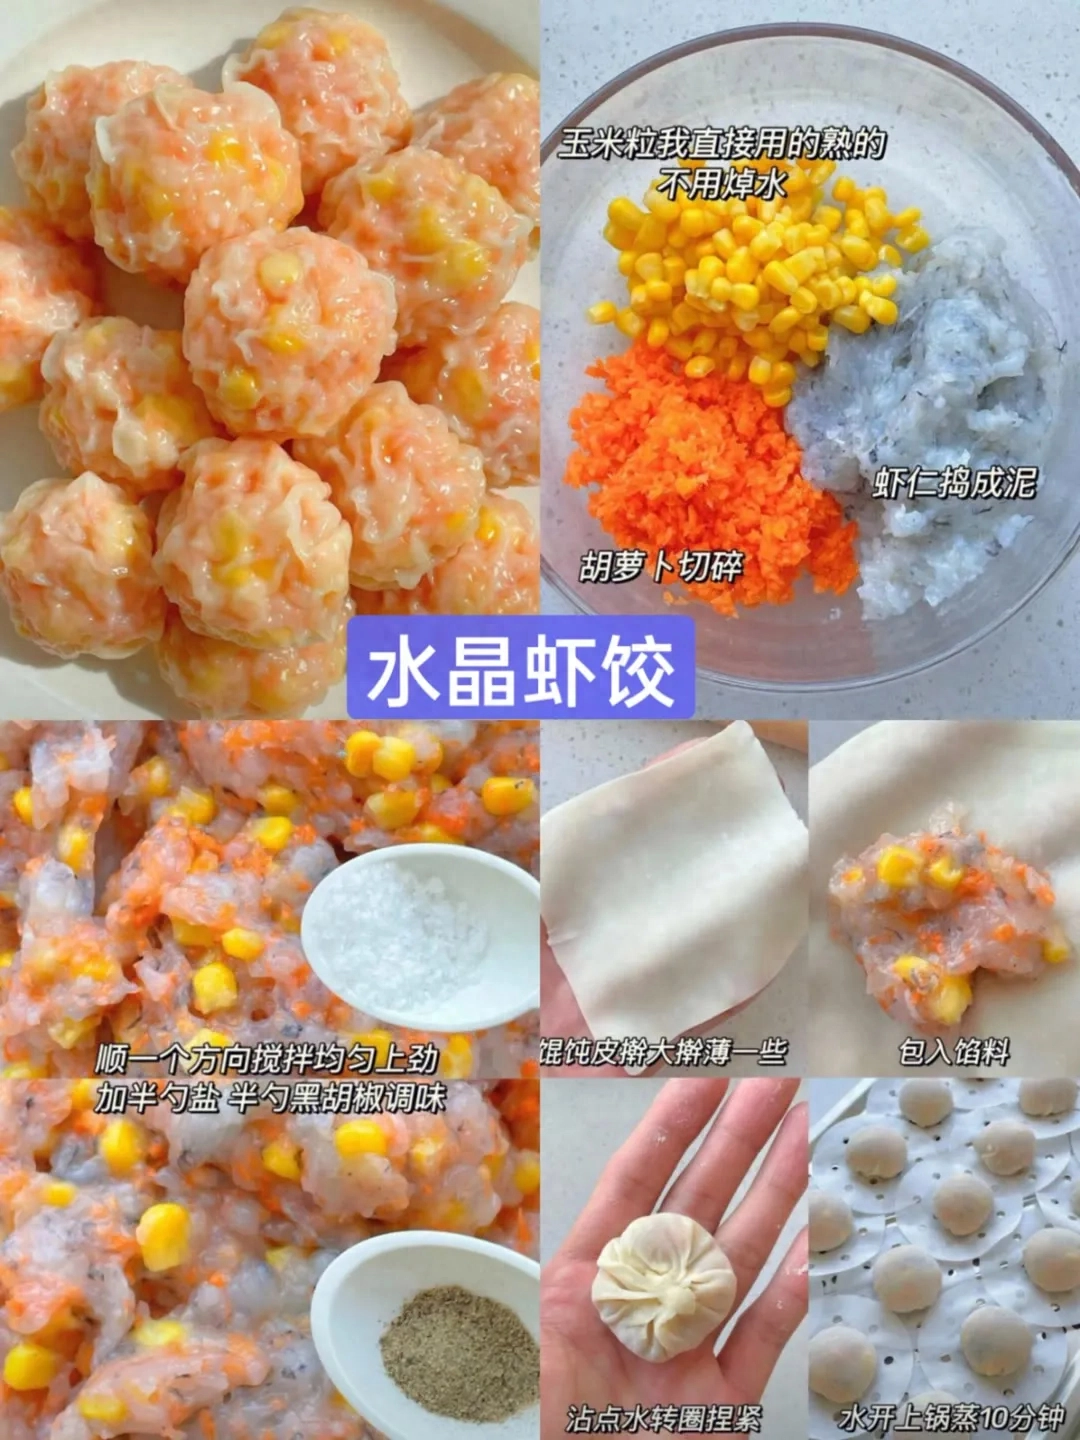 玉米粒我直接用的熟的
不用焯水
虾仁捣成泥
胡萝卜切碎
水晶虾饺
顺一个方向搅拌均匀上劲
加半勺盐 半勺黑胡椒调味
馄饨皮擀大擀薄一些
包入馅料
沾点水转圈捏紧
水开上锅蒸10分钟